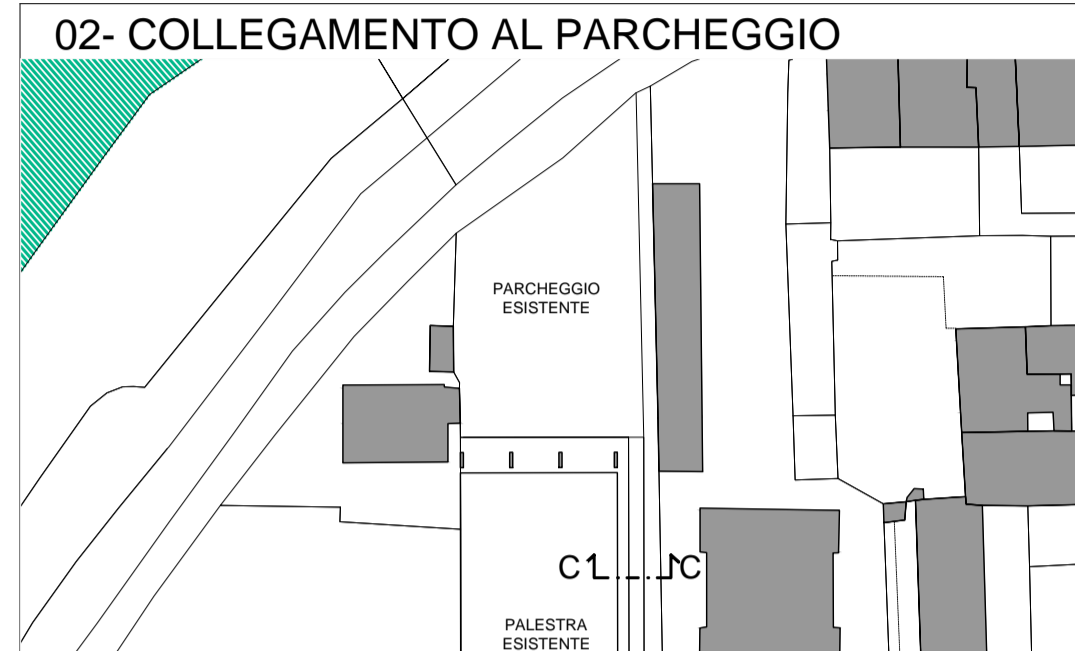 02- COLLEGAMENTO AL PARCHEGGIO
PARCHEGGIO
ESISTENTE
C C
PALESTRA
ESISTENTE